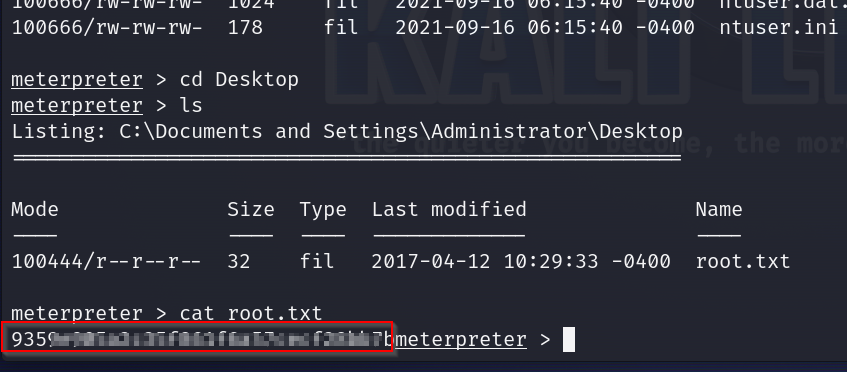 100666/rw-rw-rw- 1024 fil 2021-09-16 06:15:40 -0400 ntuser.dat.
100666/rw-rw-rw- 178 fil 2021-09-16 06:15:40 -0400 ntuser.ini
meterpreter > cd Desktop
meterpreter > ls
Listing: C:\Documents and Settings\Administrator\Desktop
the quieter you become, the mor
Mode Size Type Last modified Name
---- ---- ---- ------------- ----
100444/r--r--r-- 32 fil 2017-04-12 10:29:33 -0400 root.txt
meterpreter > cat root.txt
9359 meterpreter >